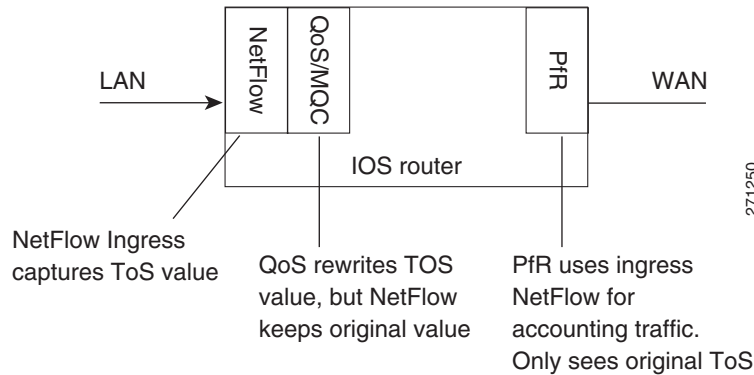 NetFlow
QoS/MQC
PfR
LAN
WAN
IOS router
271250
NetFlow Ingress
captures ToS value
QoS rewrites TOS
value, but NetFlow
keeps original value
PfR uses ingress
NetFlow for
accounting traffic.
Only sees original ToS